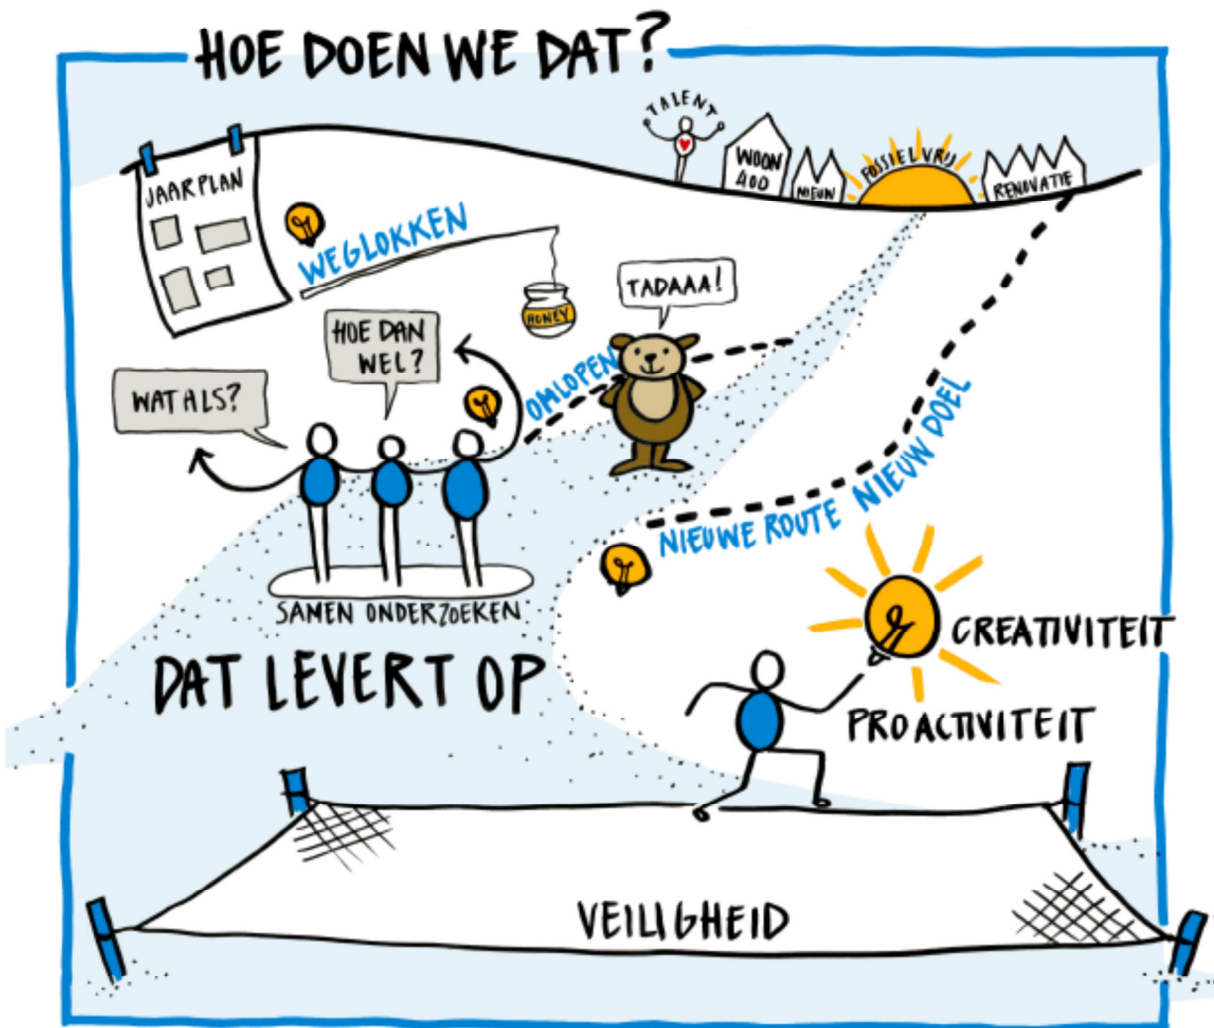 HOE DOEN WE DAT?
TALENT
WOON
400
NIEUW
FOSSIELVRIJ
RENOVATIE
JAARPLAN
WEGLOKKEN
HONEY
TADAAA!
HOE DAN
WEL?
WAT ALS?
OMLOPEN
NIEUWE ROUTE NIEUW DOEL
SAMEN ONDERZOEKEN
DAT LEVERT OP
CREATIVITEIT
PROACTIVITEIT
VEILIGHEID